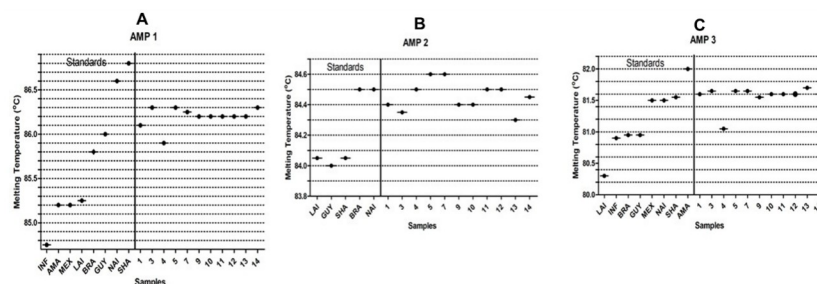 A
AMP 1
Melting Temperature (°C)
Standards
86.5
86.0
85.5
85.0
INF AMA MEX LAI BRA GUY NAI SHA 1 3 4 5 7 9 10 11 12 13 14
Samples
B
AMP 2
Melting Temperature (°C)
Standards
84.6
84.4
84.2
84.0
83.8
LAI GUY SHA BRA NAI 1 3 4 5 7 9 10 11 12 13 14
Samples
C
AMP 3
Melting Temperature (°C)
Standards
82.0
81.5
81.0
80.5
80.0
LAI INF BRA GUY MEX NAI SHA AMA 1 3 4 5 7 9 10 11 12 13
Samples